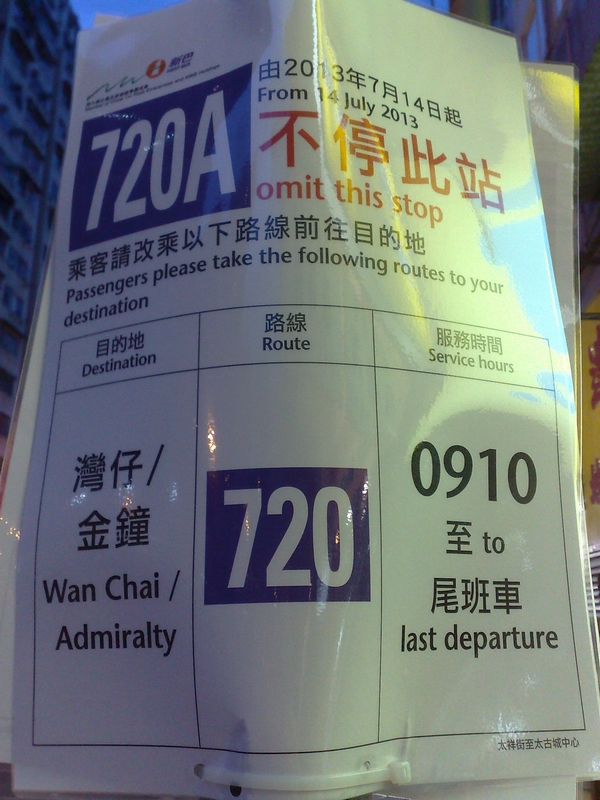 新巴
720A
由2013年7月14日起
From 14 July 2013
不停此站
omit this stop
乘客請改乘以下路線前往目的地
Passengers please take the following routes to your
destination
目的地
Destination
路線
Route
服務時間
Service hours
灣仔/
金鐘
Wan Chai /
Admiralty
720
0910
至 to
尾班車
last departure
太祥街至太古城中心